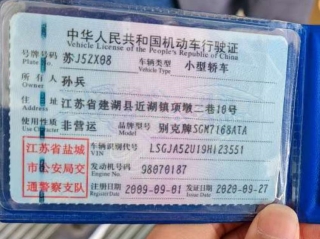 中华人民共和国机动车行驶证
Vehicle License of the People's Republic of China
号牌号码 苏J5ZX08 车辆类型 小型轿车
Plate No. Vehicle Type
所有人 孙兵
Owner
住址 江苏省建湖县近湖镇项墩二巷10号
Address
使用性质 非营运 品牌型号 别克牌SGM7168ATA
Use Character Model
江苏省盐城 车辆识别代号 LSGJA52U19H123551
VIN
市公安局交 发动机号码 98070187
Engine No.
通警察支队 注册日期 2009-09-01 发证日期 2020-09-27
Register Date Issue Date